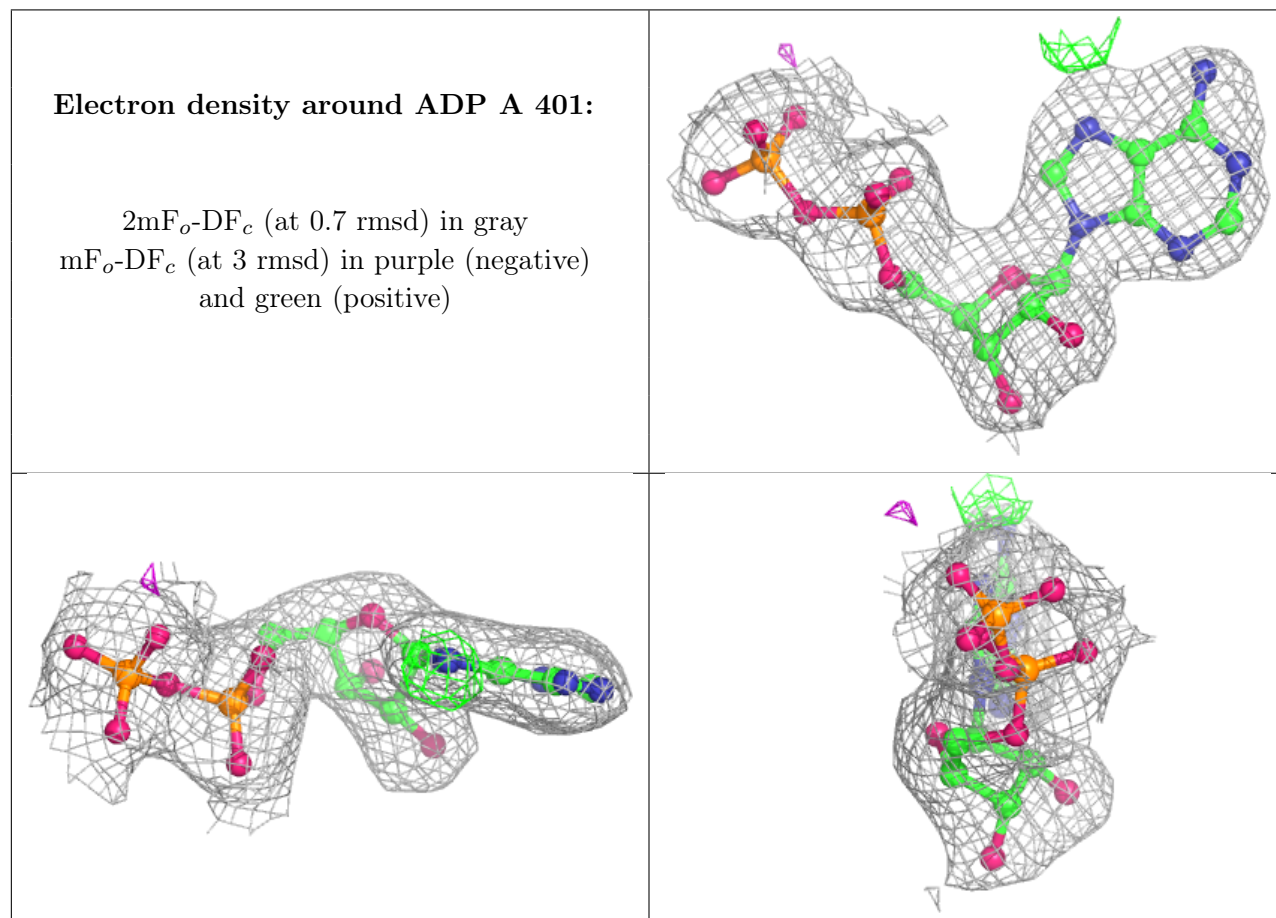 Electron density around ADP A 401:
2mFo-DFc (at 0.7 rmsd) in gray
mFo-DFc (at 3 rmsd) in purple (negative)
and green (positive)